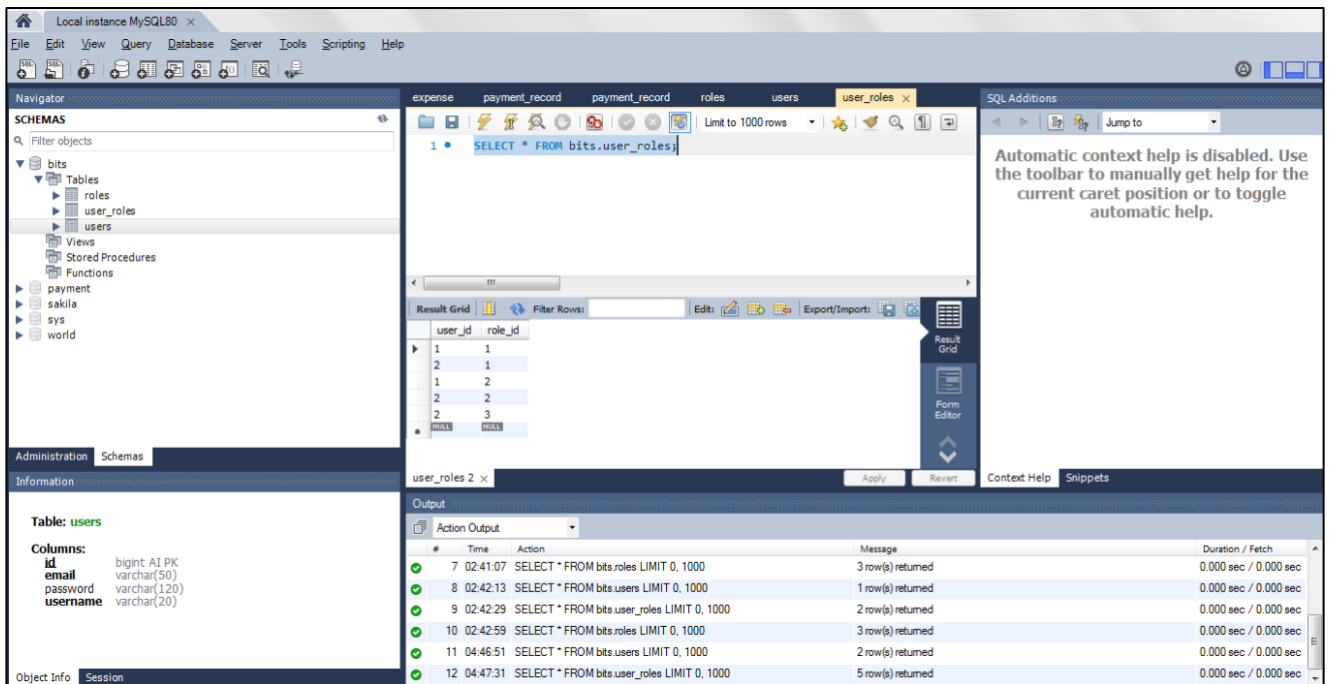 Local instance MySQL80 ×
File Edit View Query Database Server Tools Scripting Help
Navigator
SCHEMAS
Filter objects
bits
Tables
roles
user_roles
users
Views
Stored Procedures
Functions
payment
sakila
sys
world
Administration Schemas
Information
Table: users
Columns:
id bigint AI PK
email varchar(50)
password varchar(120)
username varchar(20)
Object Info Session
expense payment_record payment_record roles users user_roles ×
Limit to 1000 rows
1 SELECT * FROM bits.user_roles;
Result Grid Filter Rows: Edit: Export/Import:
user_id role_id
1 1
2 1
1 2
2 2
2 3
NULL NULL
Result Grid
Form Editor
user_roles 2 × Apply Revert
Output
Action Output
# Time Action Message Duration / Fetch
7 02:41:07 SELECT * FROM bits.roles LIMIT 0, 1000 3 row(s) returned 0.000 sec / 0.000 sec
8 02:42:13 SELECT * FROM bits.users LIMIT 0, 1000 1 row(s) returned 0.000 sec / 0.000 sec
9 02:42:29 SELECT * FROM bits.user_roles LIMIT 0, 1000 2 row(s) returned 0.000 sec / 0.000 sec
10 02:42:59 SELECT * FROM bits.roles LIMIT 0, 1000 3 row(s) returned 0.000 sec / 0.000 sec
11 04:46:51 SELECT * FROM bits.users LIMIT 0, 1000 2 row(s) returned 0.000 sec / 0.000 sec
12 04:47:31 SELECT * FROM bits.user_roles LIMIT 0, 1000 5 row(s) returned 0.000 sec / 0.000 sec
SQL Additions
Jump to
Automatic context help is disabled. Use
the toolbar to manually get help for the
current caret position or to toggle
automatic help.
Context Help Snippets